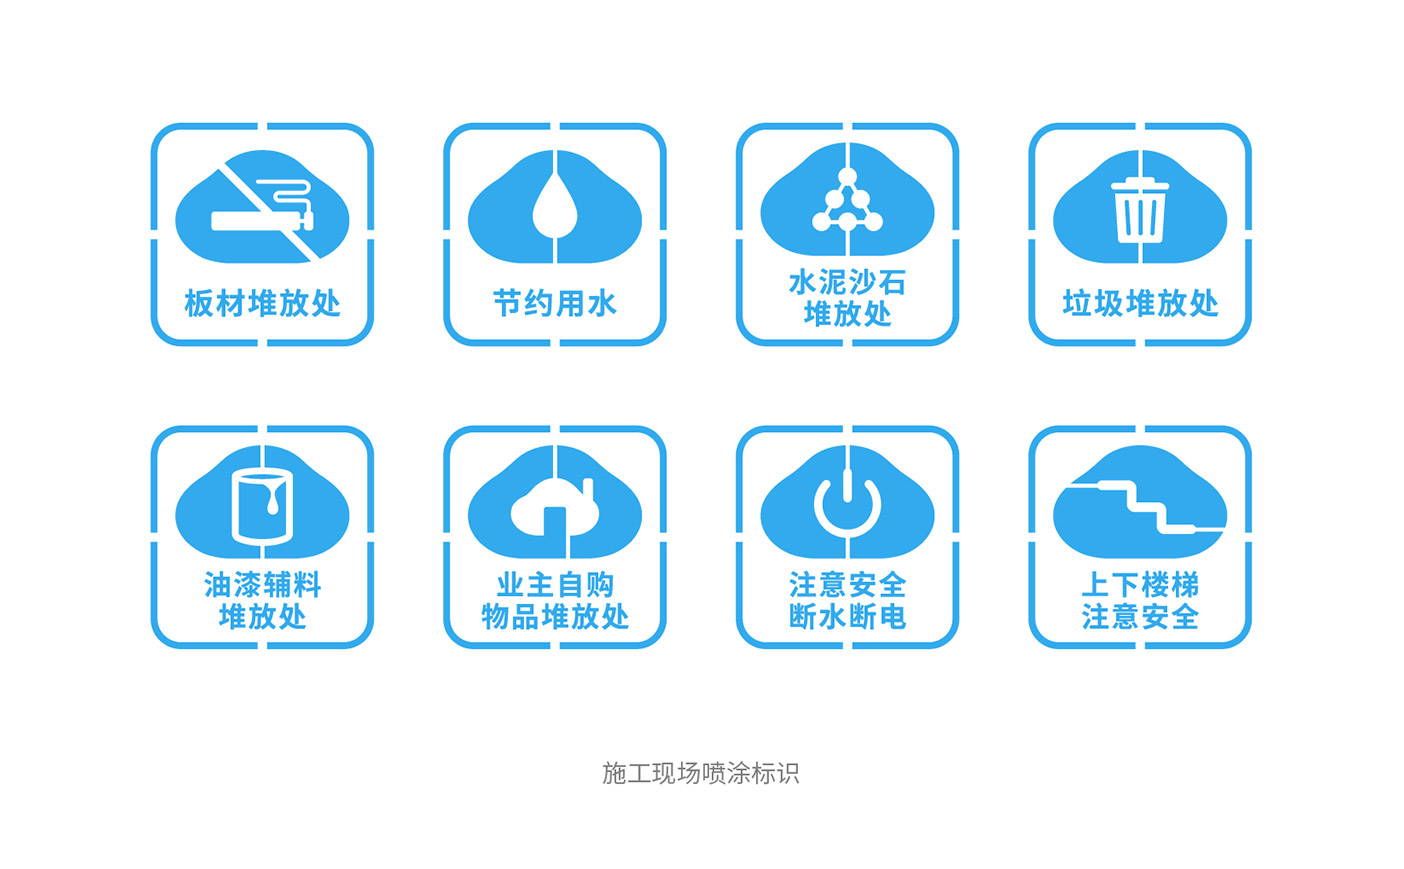 板材堆放处
节约用水
水泥沙石
堆放处
垃圾堆放处
油漆辅料
堆放处
业主自购
物品堆放处
注意安全
断水断电
上下楼梯
注意安全
施工现场喷涂标识